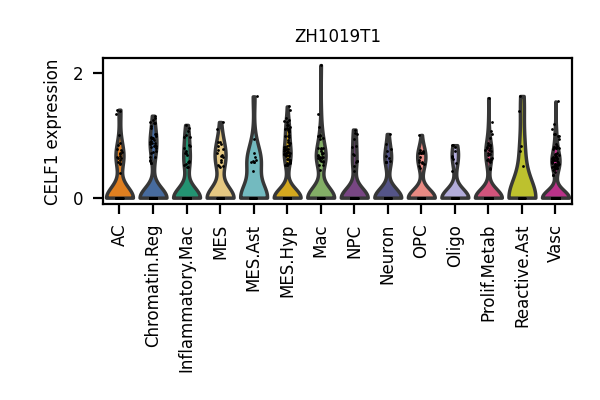 ZH1019T1
CELF1 expression
2
0
AC
Chromatin.Reg
Inflammatory.Mac
MES
MES.Ast
MES.Hyp
Mac
NPC
Neuron
OPC
Oligo
Prolif.Metab
Reactive.Ast
Vasc